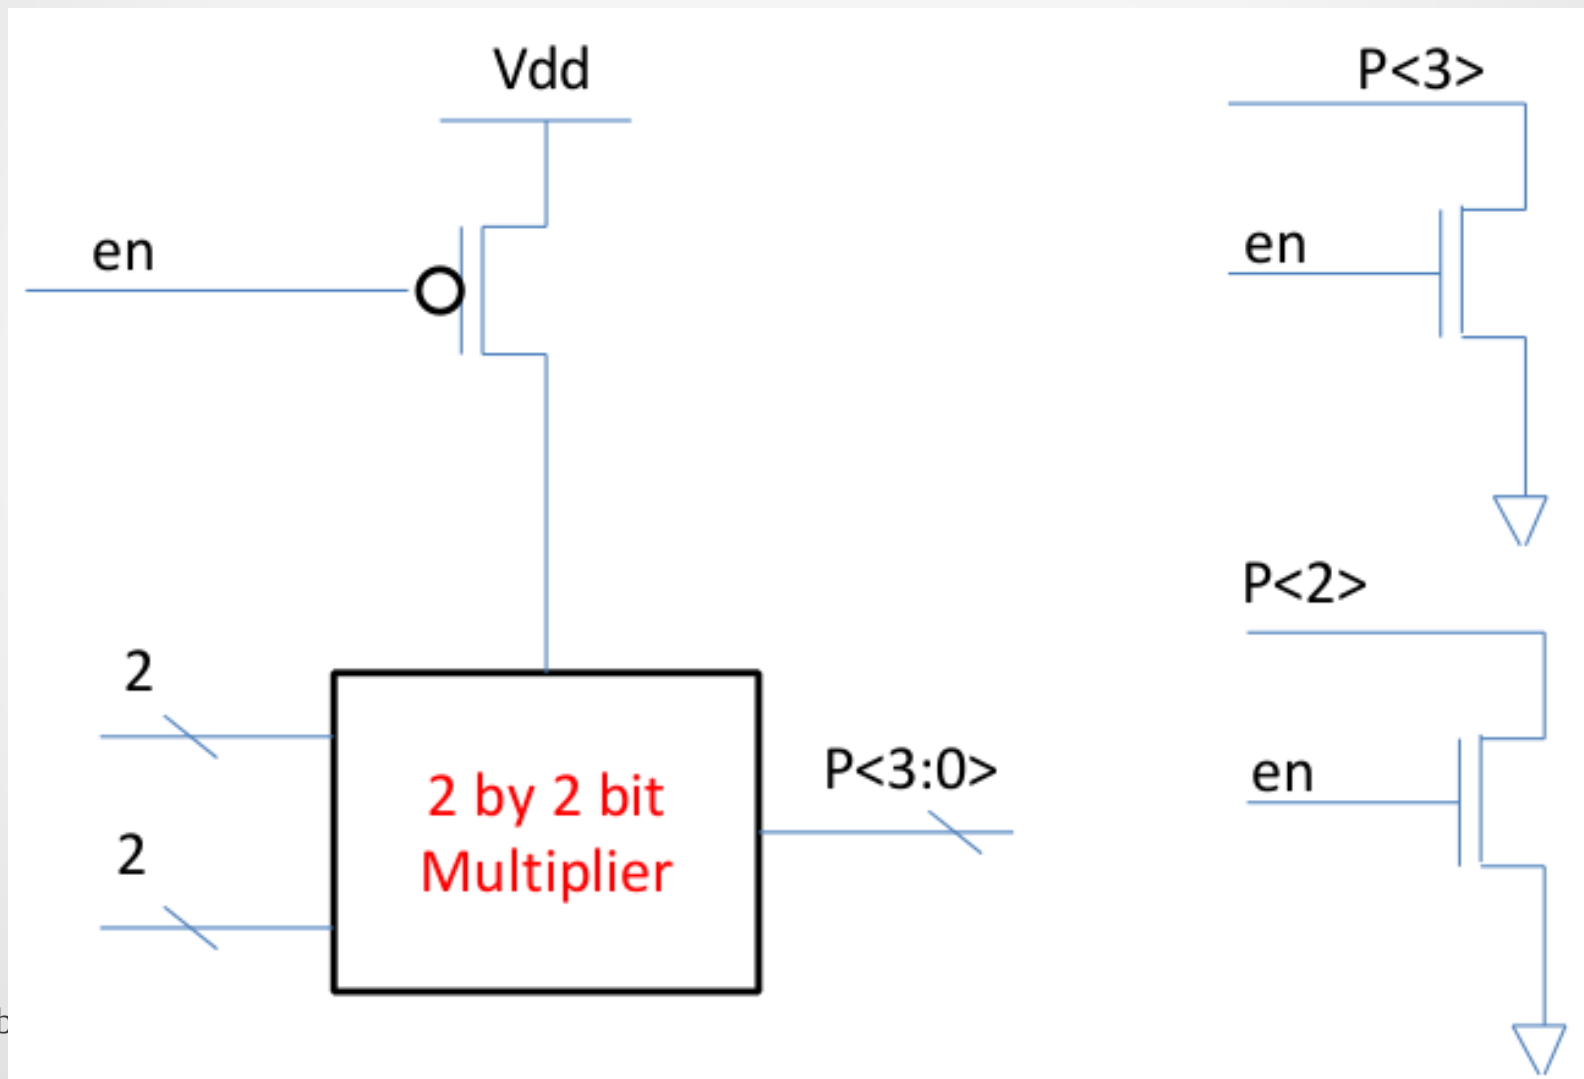 Vdd
P<3>
en
en
P<2>
2
P<3:0>
en
2 by 2 bit
Multiplier
2
b